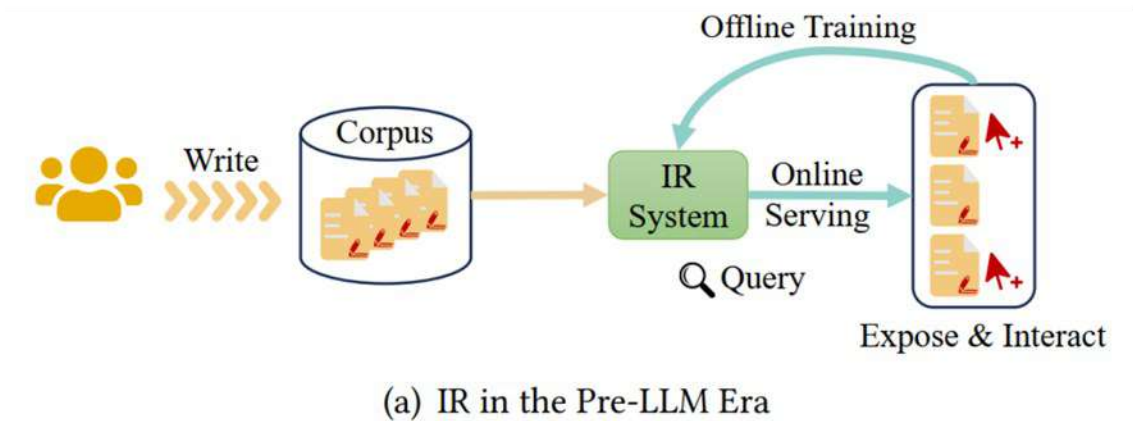 Offline Training
Write
Corpus
IR
System
Online
Serving
Query
Expose & Interact
(a) IR in the Pre-LLM Era